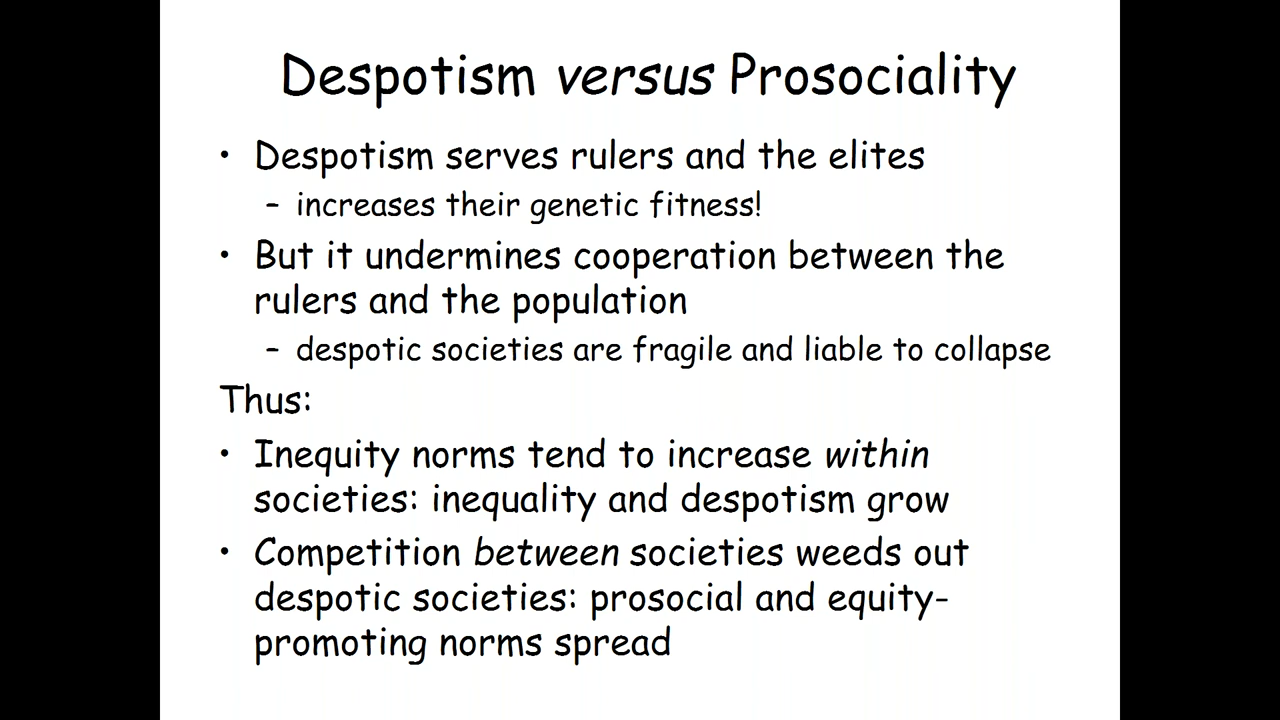 Despotism versus Prosociality
• Despotism serves rulers and the elites
– increases their genetic fitness!
• But it undermines cooperation between the
rulers and the population
– despotic societies are fragile and liable to collapse
Thus:
• Inequity norms tend to increase within
societies: inequality and despotism grow
• Competition between societies weeds out
despotic societies: prosocial and equity-
promoting norms spread